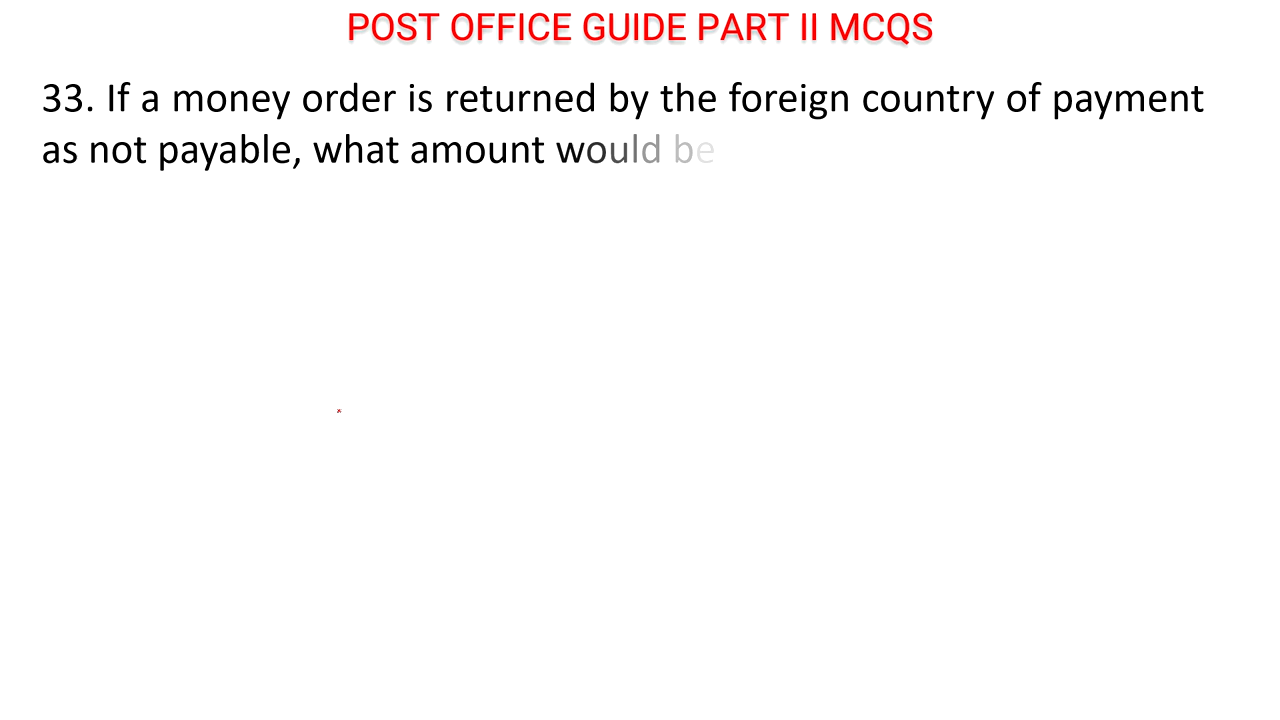 POST OFFICE GUIDE PART II MCQS
33. If a money order is returned by the foreign country of payment
as not payable, what amount would be